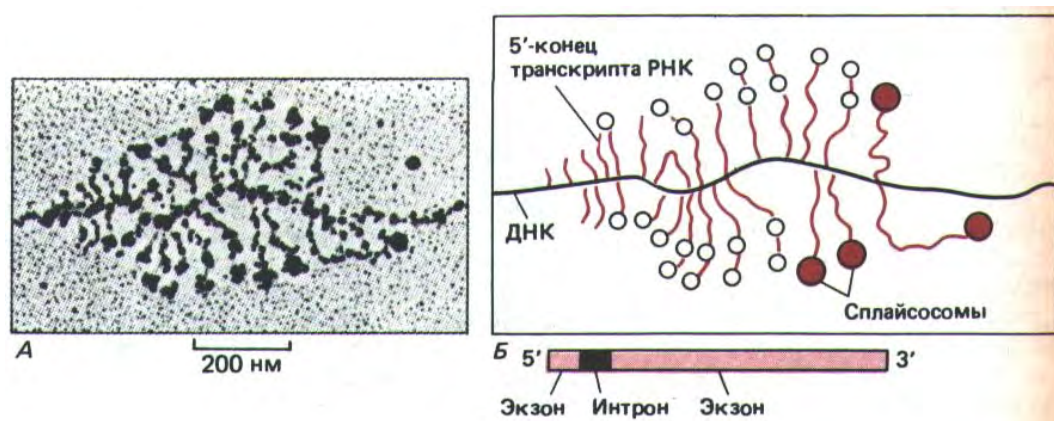 5′-конец
транскрипта РНК
ДНК
Сплайсосомы
А
200 нм
Б 5′ 3′
Экзон Интрон Экзон